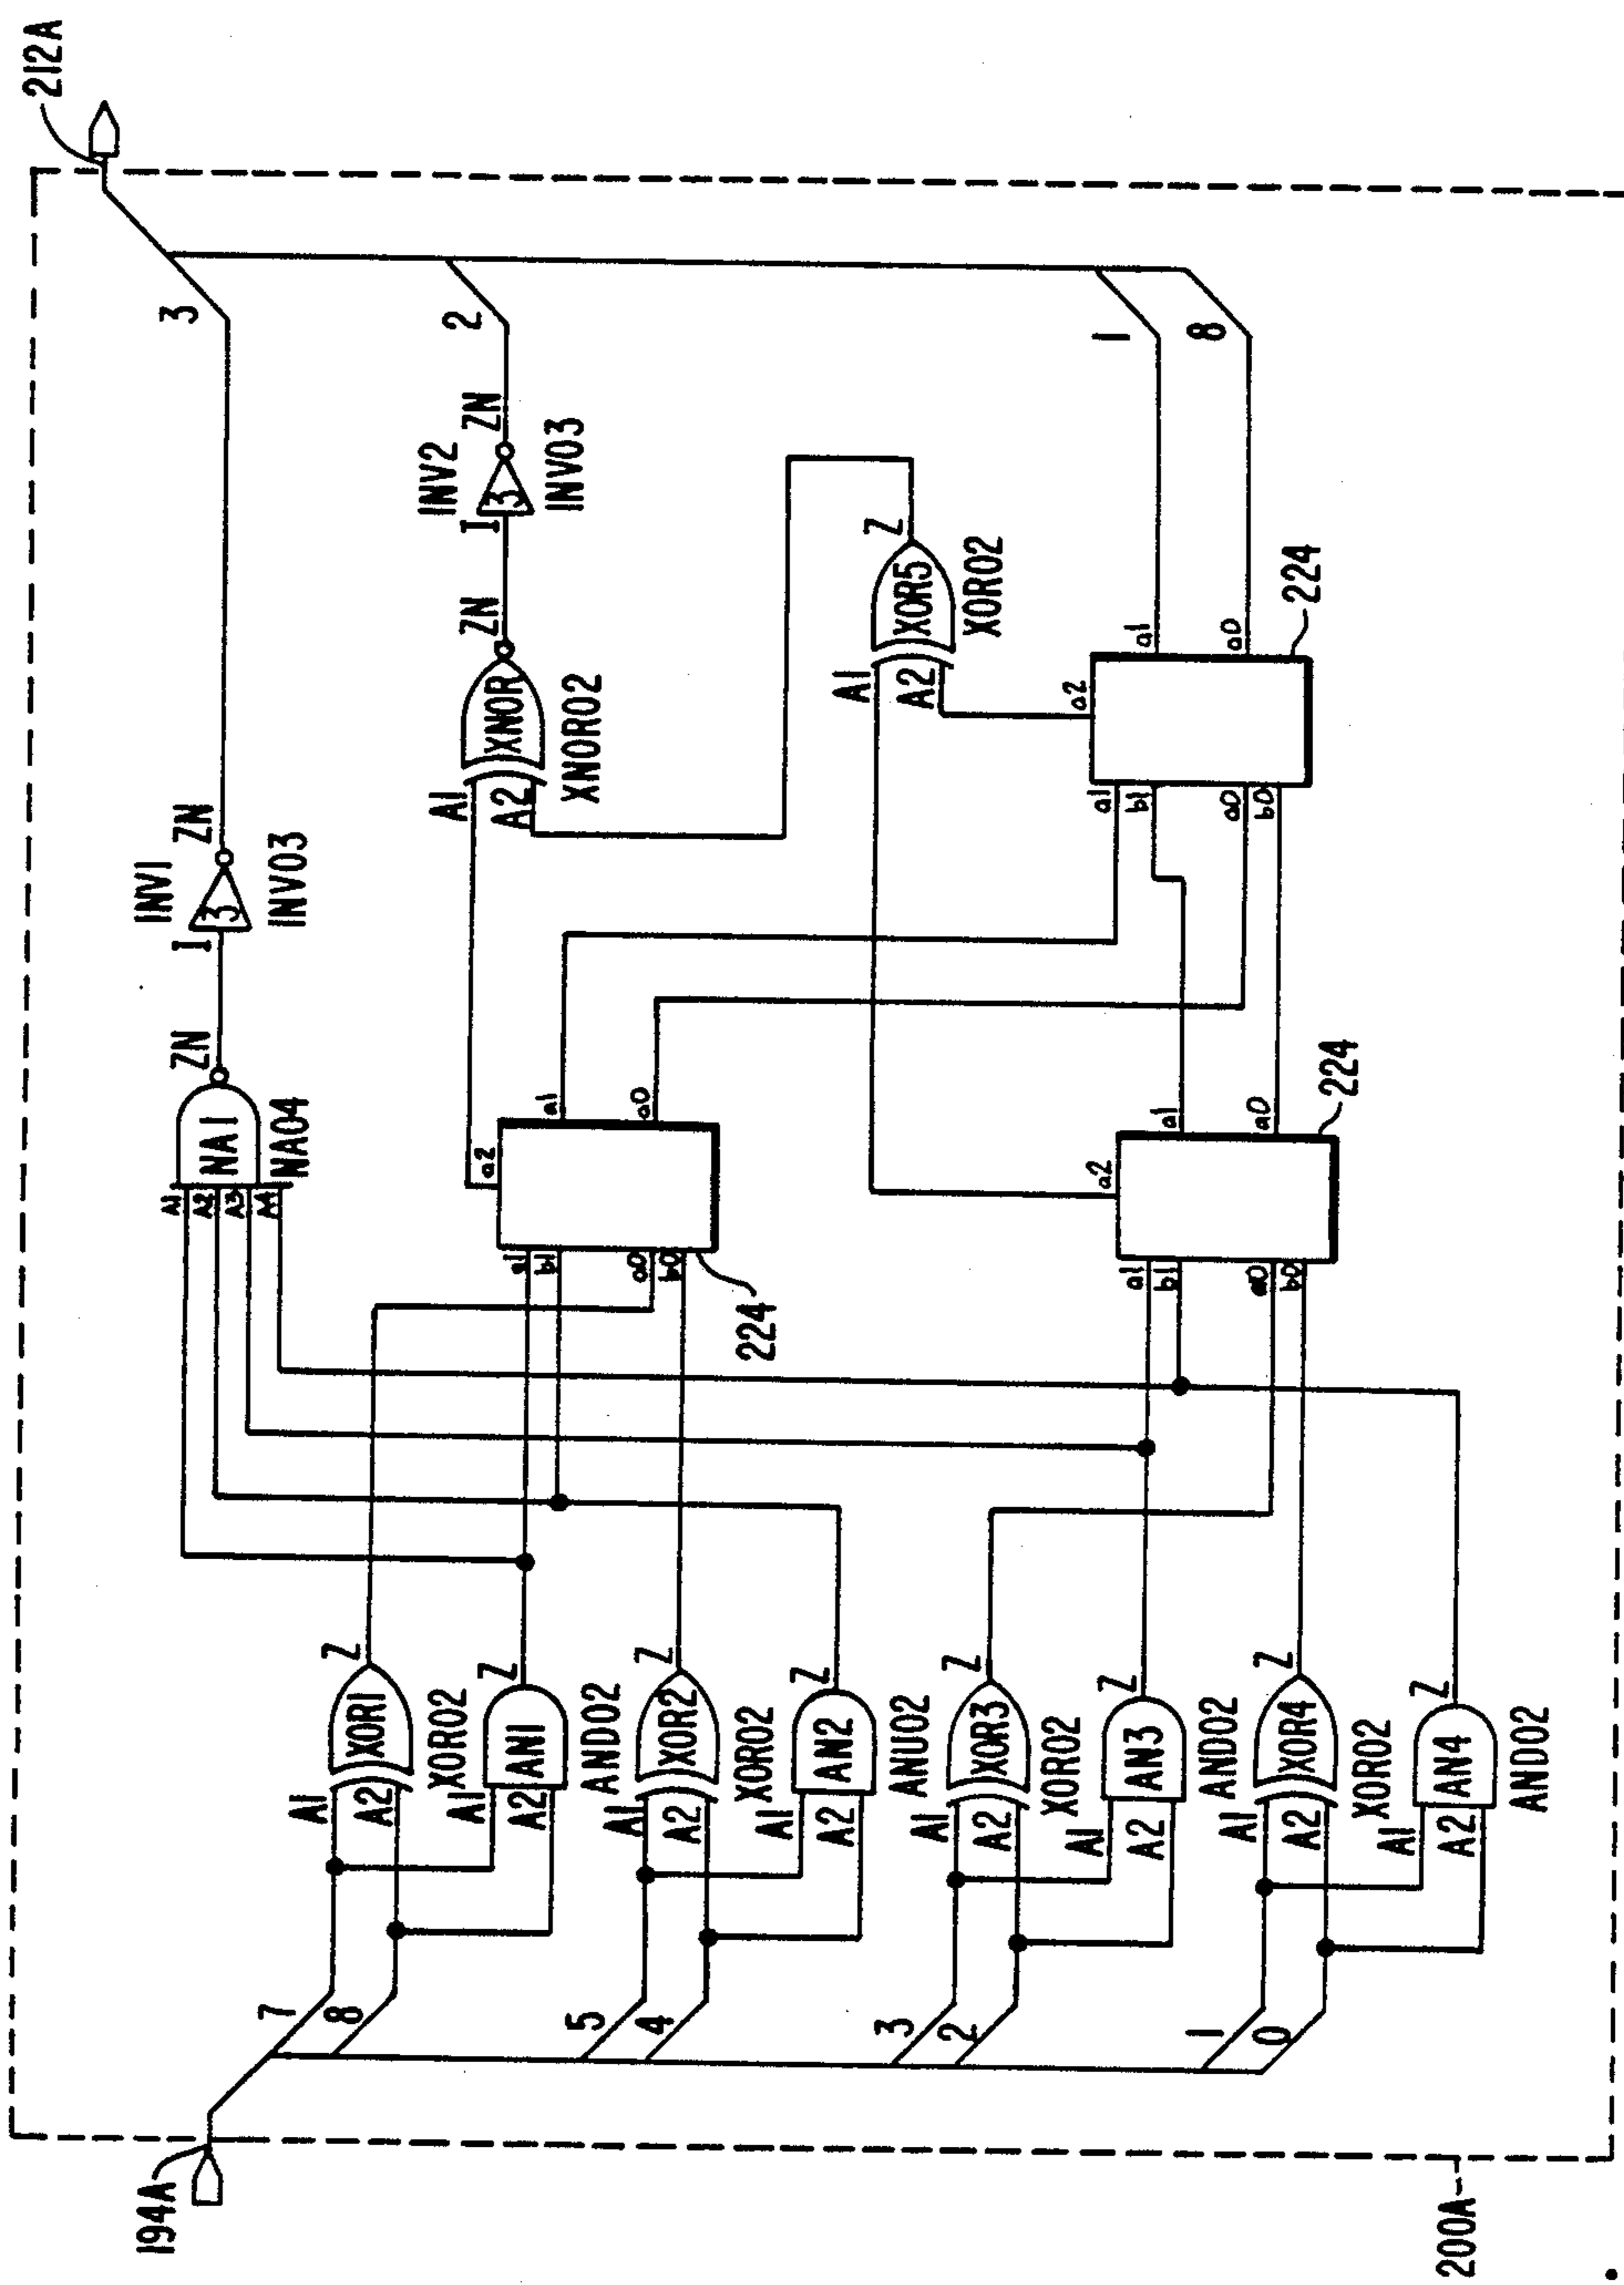 194A
212A
200A
7
8
5
4
3
2
1
0
A1
A2
XOR1
Z
XOR02
A1
A2
AN1
Z
AND02
A1
A2
XOR2
Z
XOR02
A1
A2
AN2
Z
ANU02
A1
A2
XOR3
Z
XOR02
A1
A2
AN3
Z
AND02
A1
A2
XOR4
Z
XOR02
A1
A2
AN4
Z
AND02
A1
A2
A3
A4
NA1
ZN
NA04
INV1
I
3
ZN
INV03
3
a1
b1
a0
b0
a2
a1
a0
224
a1
b1
a0
b0
a2
a1
a0
224
A1
A2
XNOR
ZN
XNOR02
INV2
I
3
ZN
INV03
2
A1
A2
XOR5
Z
XOR02
a1
b1
a0
b0
a2
a1
a0
224
1
8